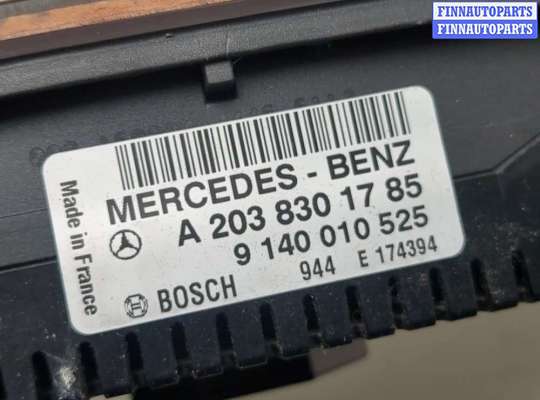 FINNAUTOPARTS
FINNAUTOPARTS
MERCEDES - BENZ
A 203 830 17 85
9 140 010 525
BOSCH 944 E 174394
Made in France